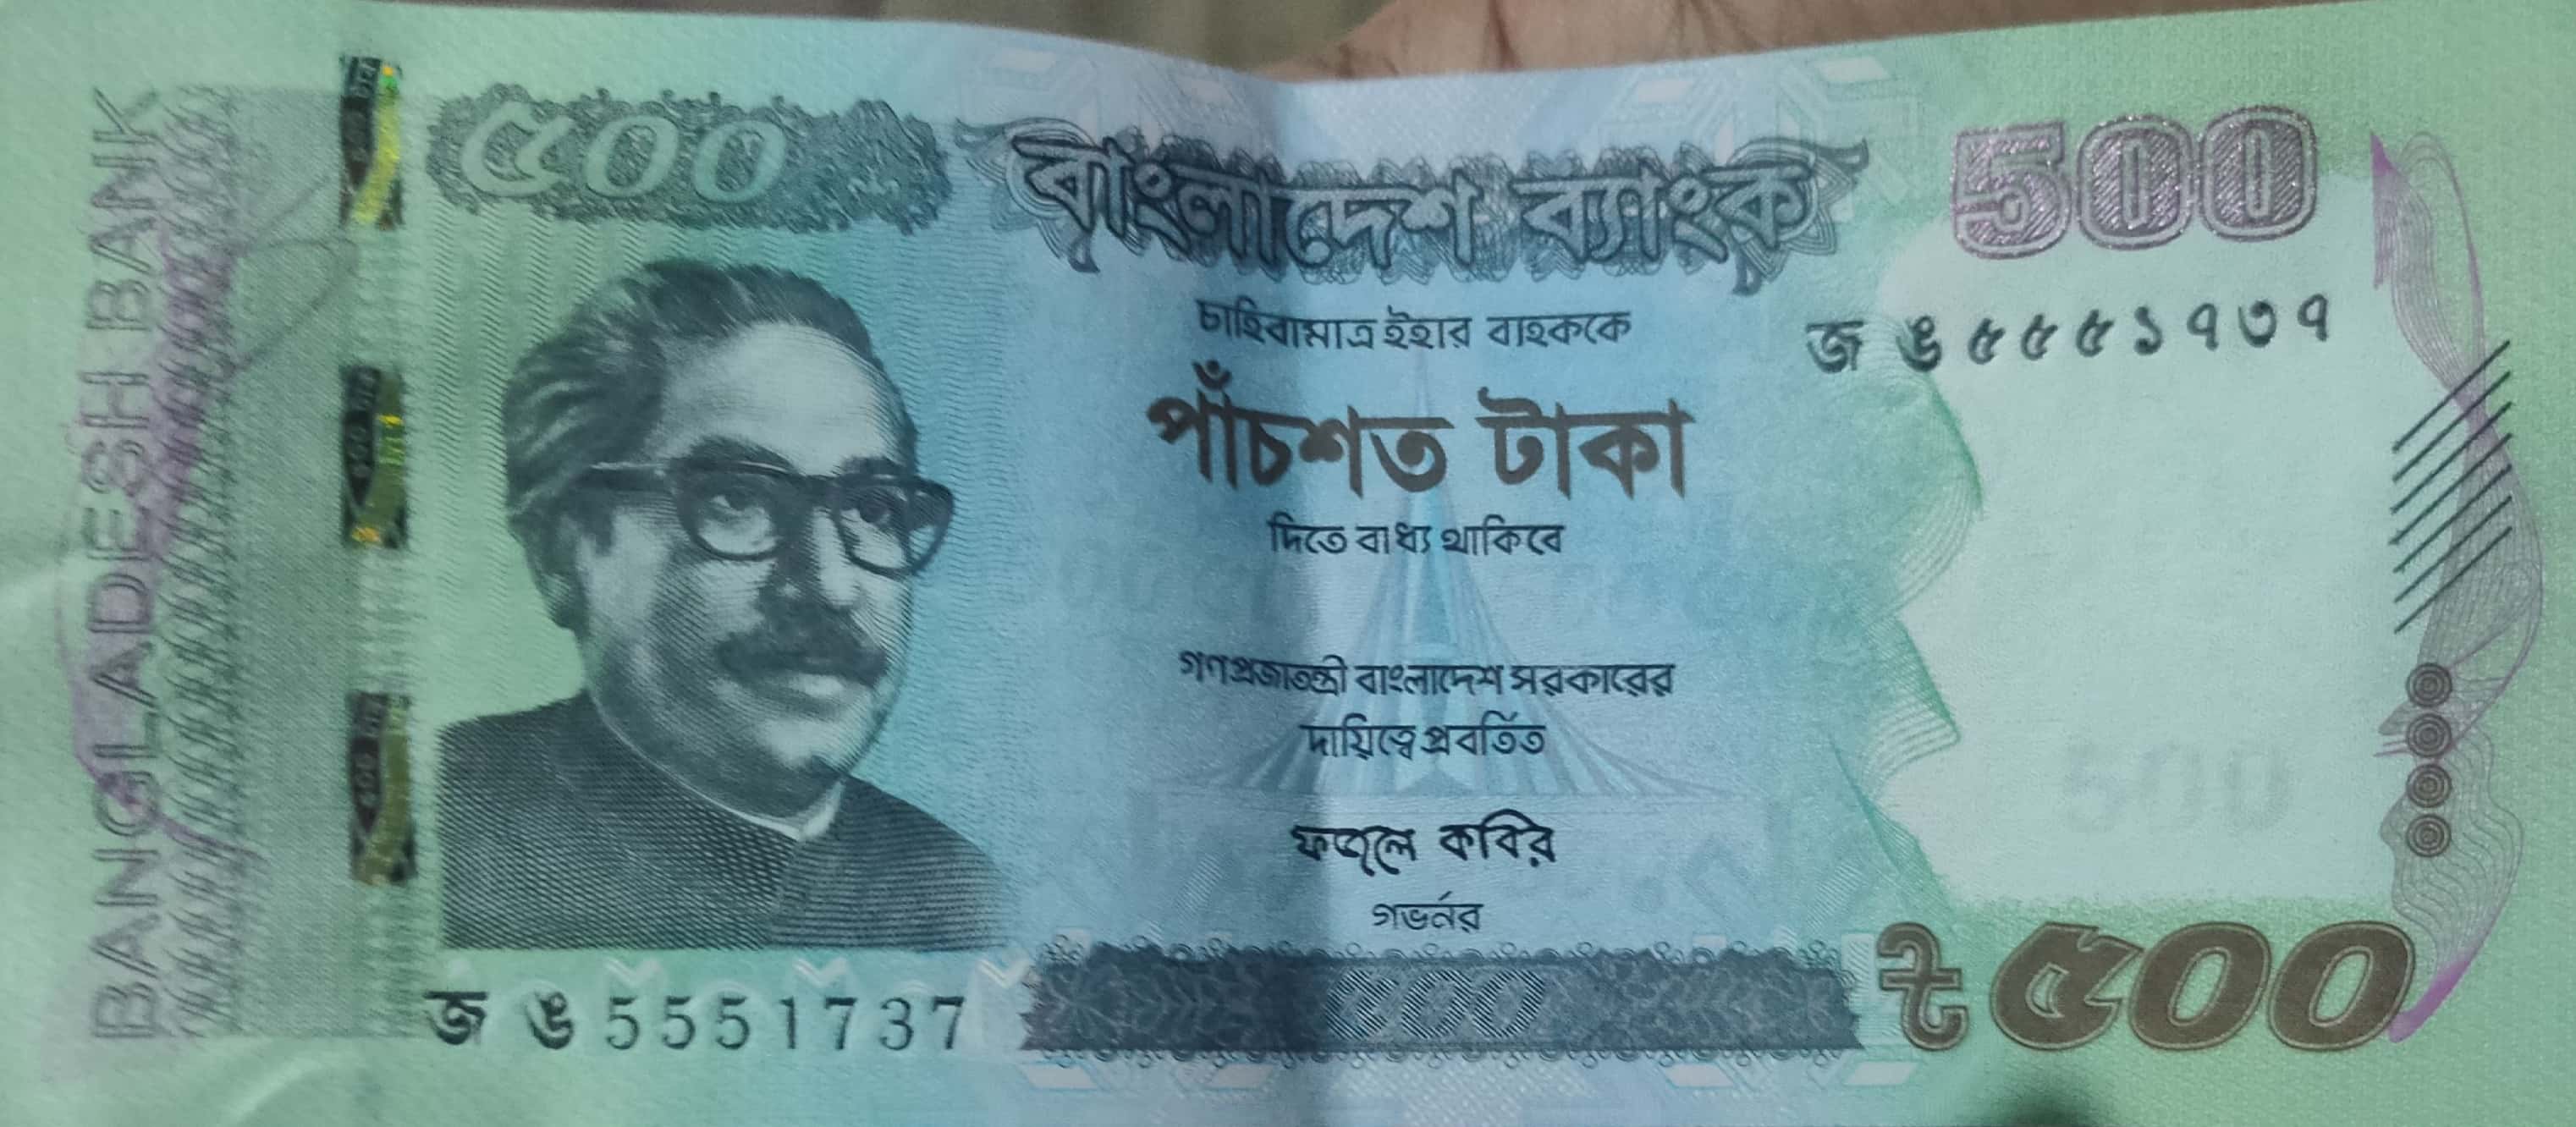 BANGLADESH BANK
৫০০
বাংলাদেশ ব্যাংক
500
চাহিবামাত্র ইহার বাহককে
জ ঙ ৫৫৫১৭৩৭
পাঁচশত টাকা
দিতে বাধ্য থাকিবে
গণপ্রজাতন্ত্রী বাংলাদেশ সরকারের
দায়িত্বে প্রবর্তিত
500
ফজলে কবির
গভর্নর
জ ঙ 5551737
৫০০
৳৫০০